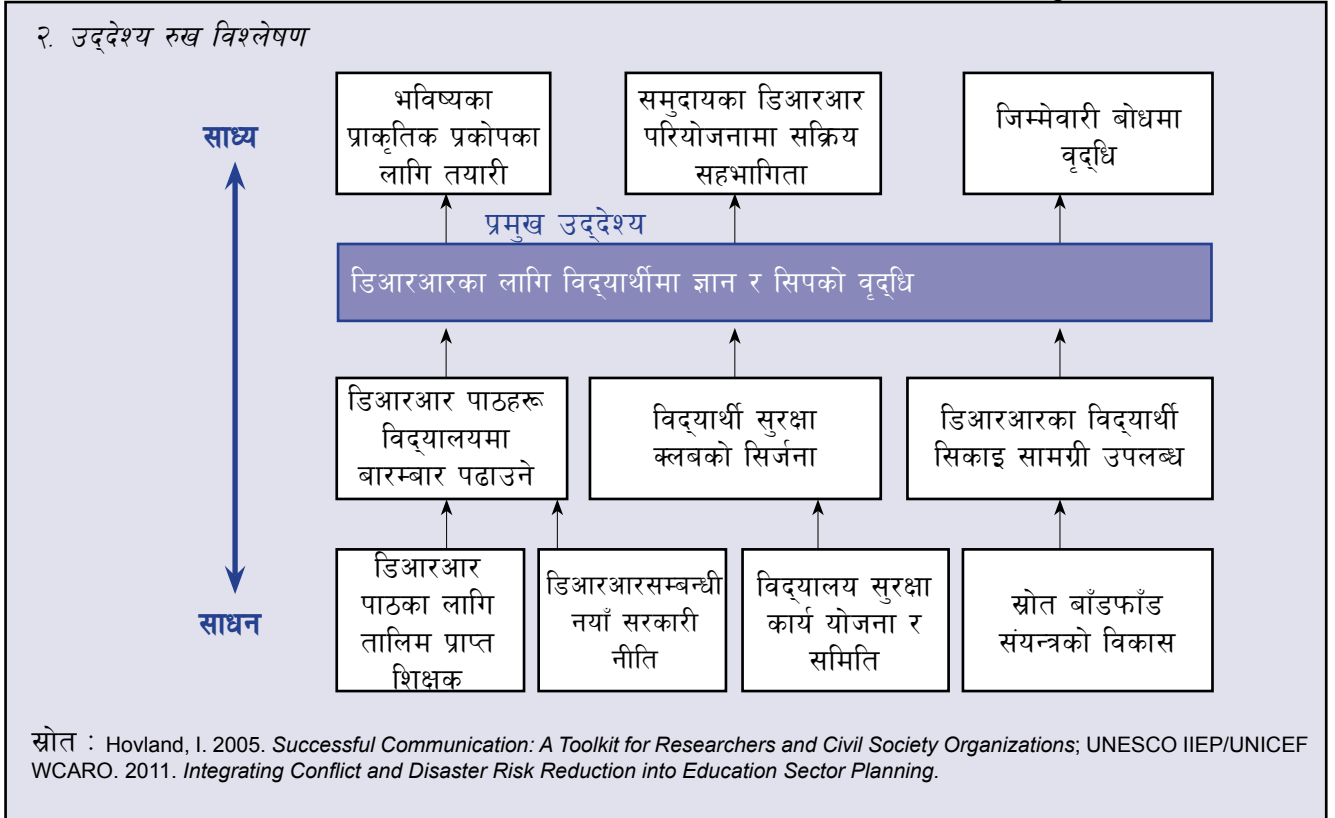 २. उद्देश्य रुख विश्लेषण
साध्य
भविष्यका
प्राकृतिक प्रकोपका
लागि तयारी
समुदायका डिआरआर
परियोजनामा सक्रिय
सहभागिता
जिम्मेवारी बोधमा
वृद्धि
प्रमुख उद्देश्य
डिआरआरका लागि विद्यार्थीमा ज्ञान र सिपको वृद्धि
डिआरआर पाठहरू
विद्यालयमा
बारम्बार पढाउने
विद्यार्थी सुरक्षा
क्लबको सिर्जना
डिआरआरका विद्यार्थी
सिकाइ सामग्री उपलब्ध
साधन
डिआरआर
पाठका लागि
तालिम प्राप्त
शिक्षक
डिआरआरसम्बन्धी
नयाँ सरकारी
नीति
विद्यालय सुरक्षा
कार्य योजना र
समिति
स्रोत बाँडफाँड
संयन्त्रको विकास
स्रोत : Hovland, I. 2005. Successful Communication: A Toolkit for Researchers and Civil Society Organizations; UNESCO IIEP/UNICEF
WCARO. 2011. Integrating Conflict and Disaster Risk Reduction into Education Sector Planning.